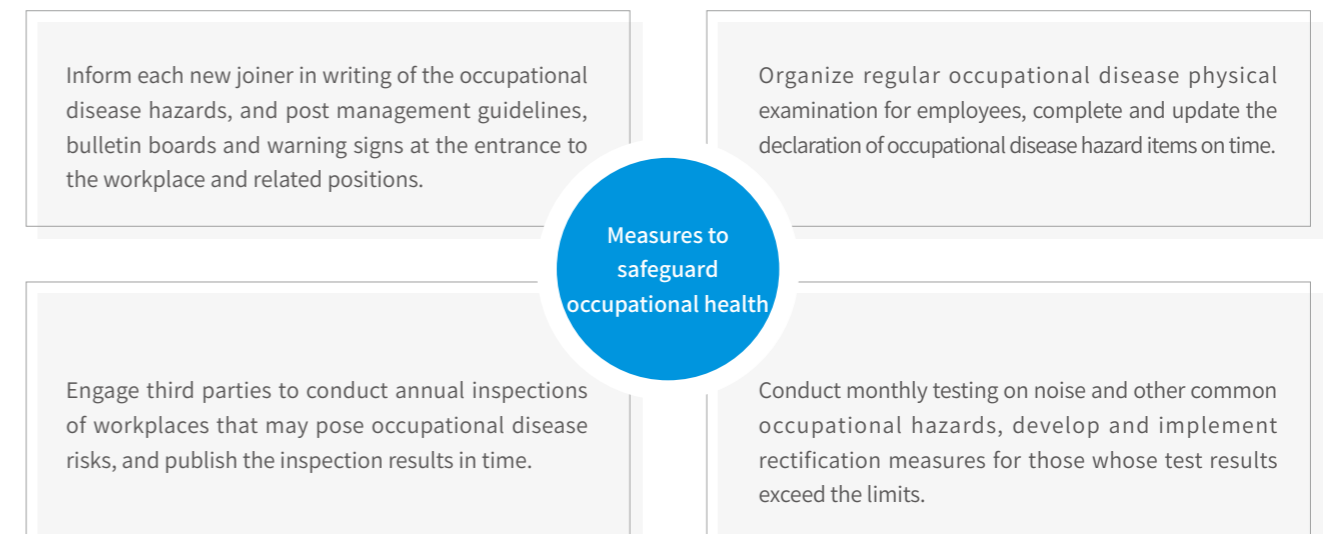 Inform each new joiner in writing of the occupational
disease hazards, and post management guidelines,
bulletin boards and warning signs at the entrance to
the workplace and related positions.
Organize regular occupational disease physical
examination for employees, complete and update the
declaration of occupational disease hazard items on time.
Measures to
safeguard
occupational health
Engage third parties to conduct annual inspections
of workplaces that may pose occupational disease
risks, and publish the inspection results in time.
Conduct monthly testing on noise and other common
occupational hazards, develop and implement
rectification measures for those whose test results
exceed the limits.